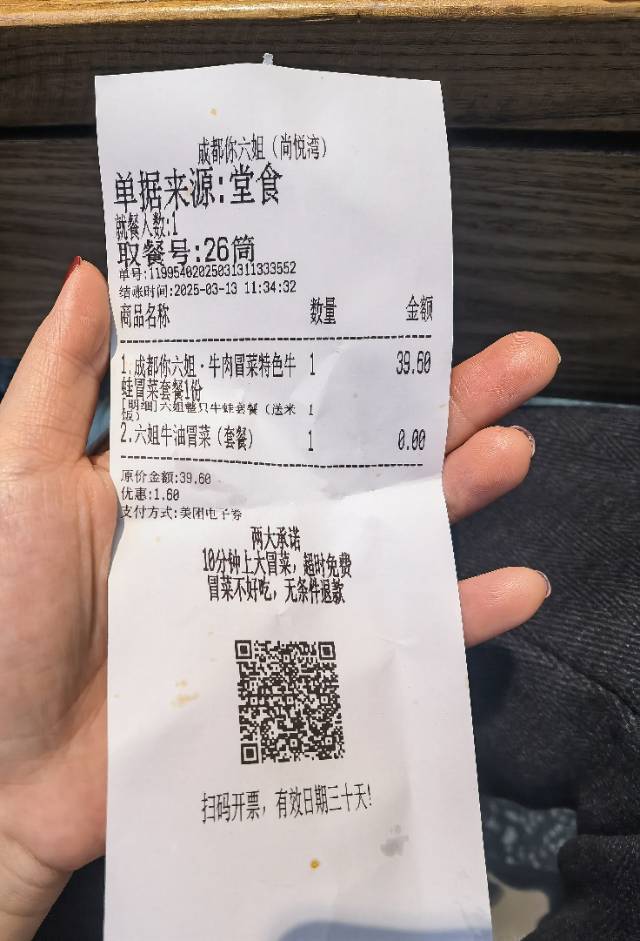 成都你六姐（尚悦湾）
单据来源:堂食
就餐人数:1
取餐号:26筒
单号:11995402025031311333552
结账时间:2025-03-13 11:34:32
商品名称 数量 金额
1.成都你六姐·牛肉冒菜特色牛 1 39.60
蛙冒菜套餐1份
[明细]六姐整只牛蛙套餐（送米 1
饭）
2.六姐牛油冒菜（套餐） 1 0.00
原价金额:39.60
优惠:1.60
支付方式:美团电子券
两大承诺
10分钟上大冒菜，超时免费
冒菜不好吃，无条件退款
扫码开票，有效日期三十天!